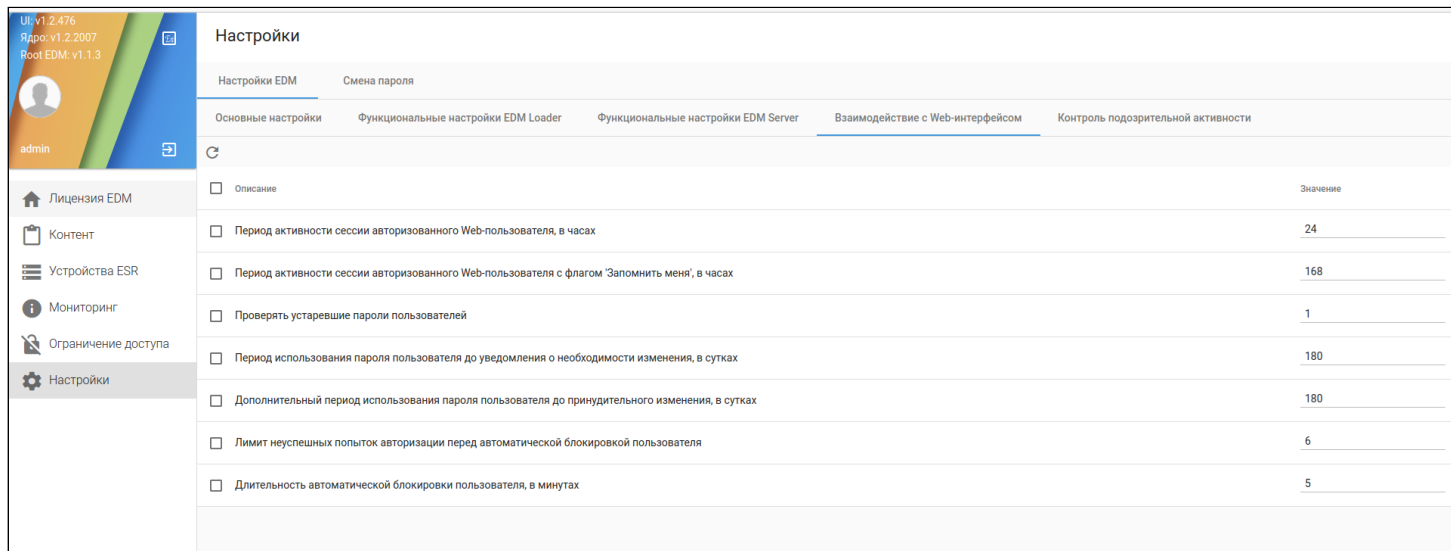 UI: v1.2.476
Ядро: v1.2.2007
Root EDM: v1.1.3
admin
Лицензия EDM
Контент
Устройства ESR
Мониторинг
Ограничение доступа
Настройки
Настройки
Настройки EDM Смена пароля
Основные настройки Функциональные настройки EDM Loader Функциональные настройки EDM Server Взаимодействие с Web-интерфейсом Контроль подозрительной активности
Описание Значение
Период активности сессии авторизованного Web-пользователя, в часах 24
Период активности сессии авторизованного Web-пользователя с флагом 'Запомнить меня', в часах 168
Проверять устаревшие пароли пользователей 1
Период использования пароля пользователя до уведомления о необходимости изменения, в сутках 180
Дополнительный период использования пароля пользователя до принудительного изменения, в сутках 180
Лимит неуспешных попыток авторизации перед автоматической блокировкой пользователя 6
Длительность автоматической блокировки пользователя, в минутах 5